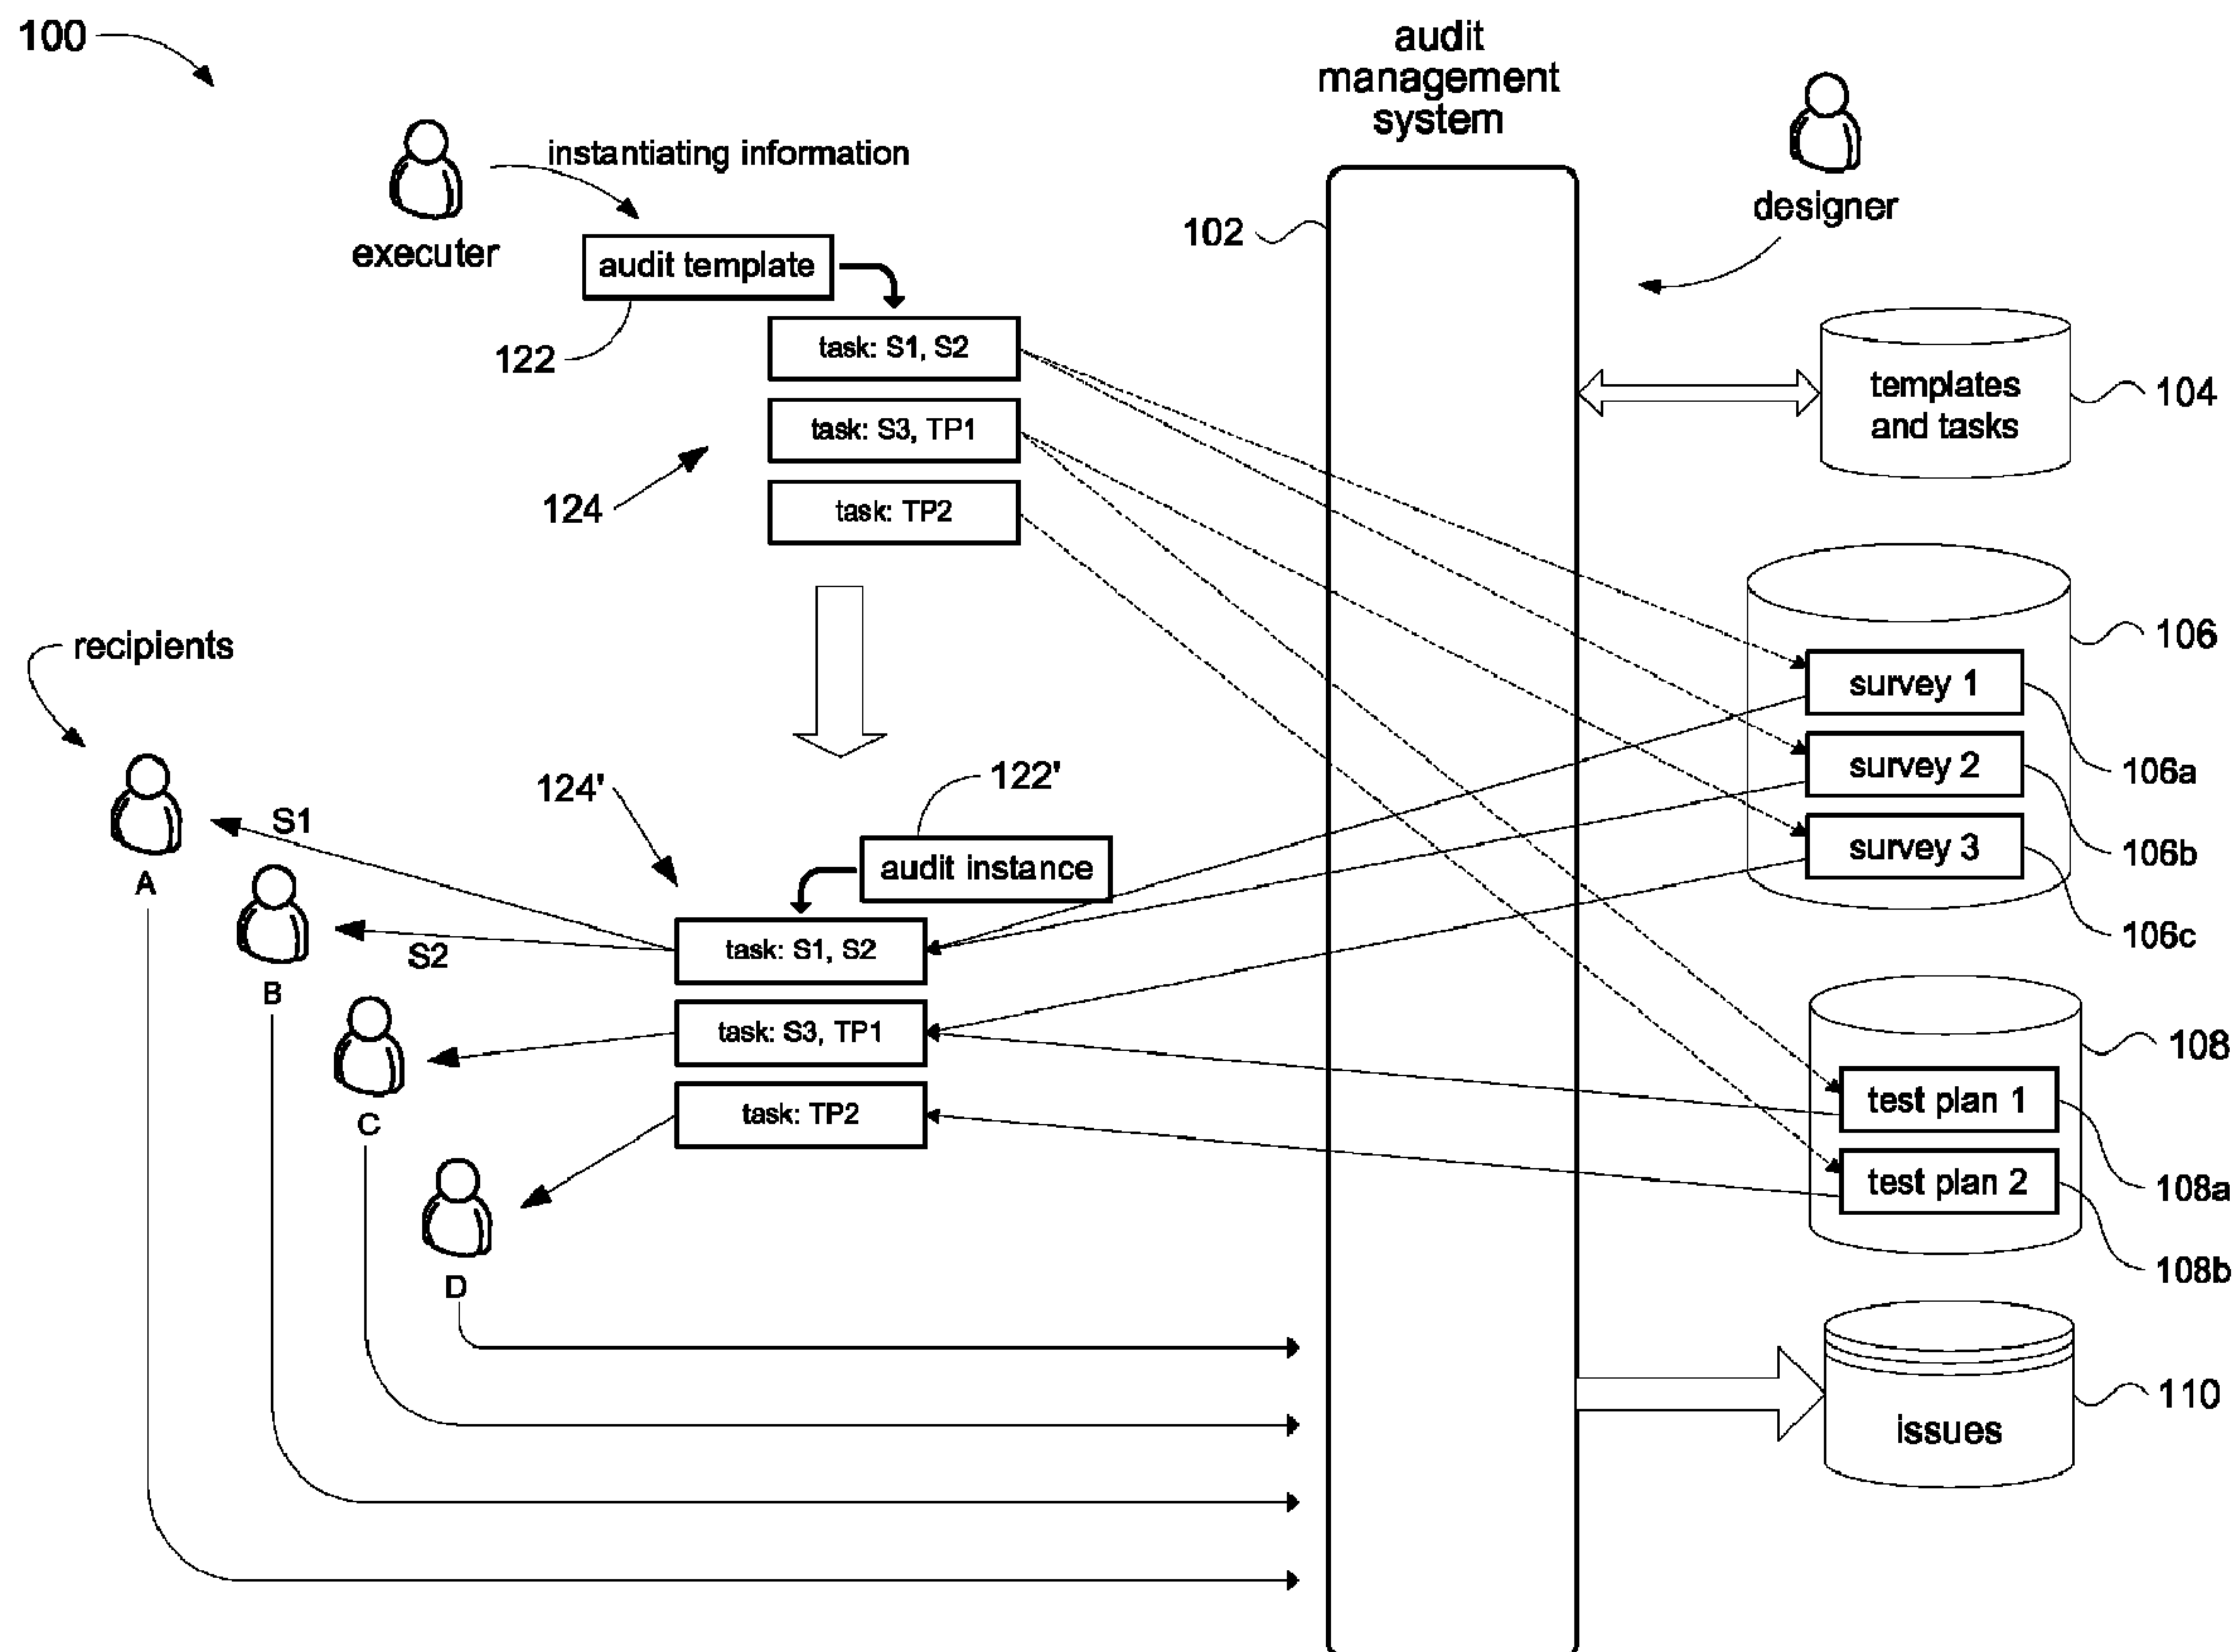 100
audit
management
system
instantiating information
executer
designer
102
audit template
122
task: S1, S2
templates
and tasks
104
task: S3, TP1
124
task: TP2
recipients
106
survey 1
survey 2
106a
122'
124'
S1
survey 3
106b
audit instance
A
106c
task: S1, S2
S2
B
task: S3, TP1
108
test plan 1
task: TP2
C
test plan 2
108a
108b
D
110
issues